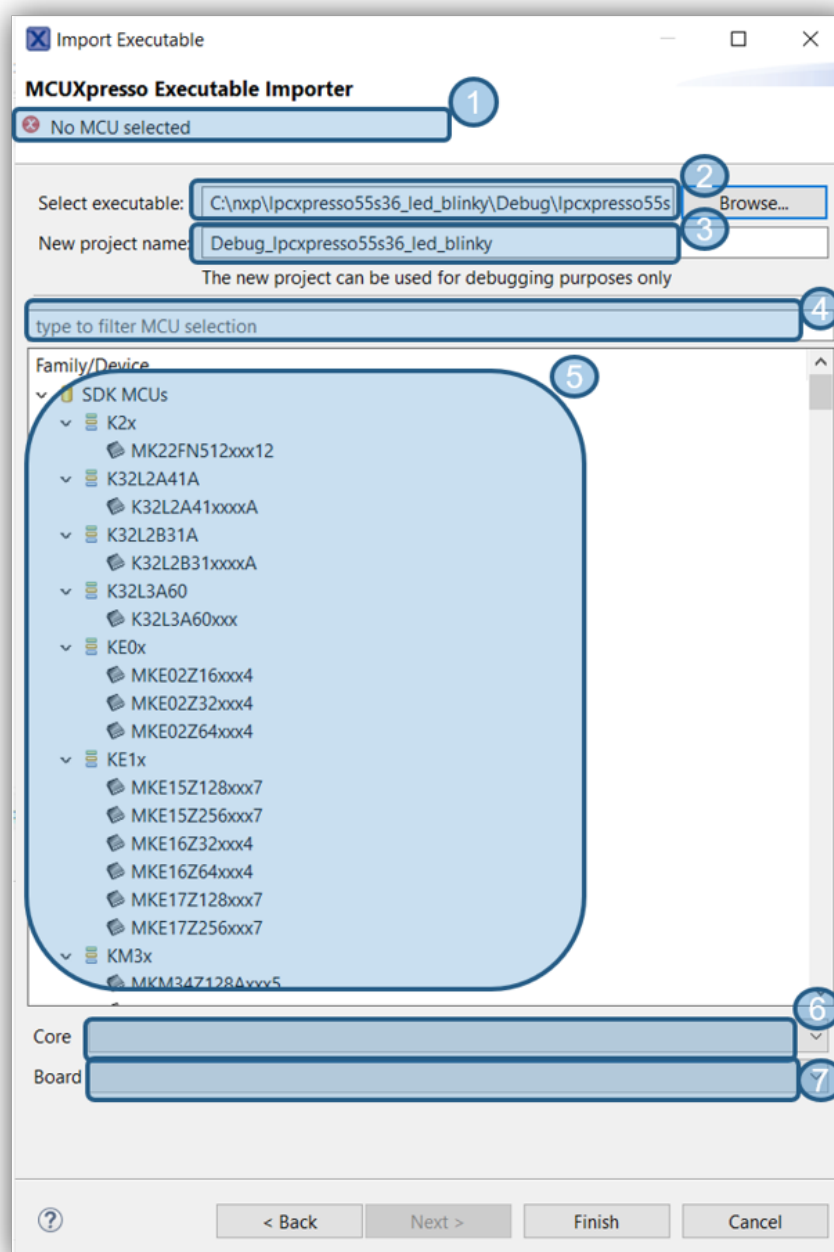 Import Executable
MCUXpresso Executable Importer
1
No MCU selected
2
Select executable: C:\nxp\lpcxpresso55s36_led_blinky\Debug\lpcxpresso55s Browse...
3
New project name: Debug_lpcxpresso55s36_led_blinky
The new project can be used for debugging purposes only
4
type to filter MCU selection
Family/Device
5
SDK MCUs
K2x
MK22FN512xxx12
K32L2A41A
K32L2A41xxxxA
K32L2B31A
K32L2B31xxxxA
K32L3A60
K32L3A60xxx
KE0x
MKE02Z16xxx4
MKE02Z32xxx4
MKE02Z64xxx4
KE1x
MKE15Z128xxx7
MKE15Z256xxx7
MKE16Z32xxx4
MKE16Z64xxx4
MKE17Z128xxx7
MKE17Z256xxx7
KM3x
MKM34Z128Axxx5
6
Core
Board
7
? < Back Next > Finish Cancel